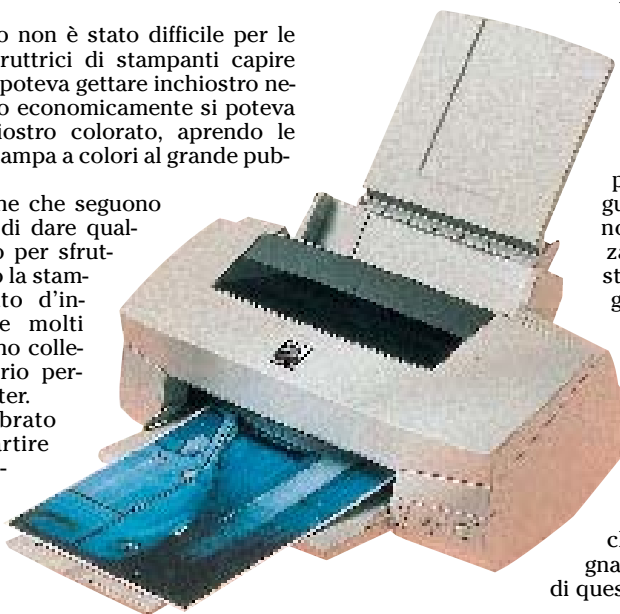 o non è stato difficile per le
ruttrici di stampanti capire
poteva gettare inchiostro ne-
o economicamente si poteva
iostro colorato, aprendo le
tampa a colori al grande pub-
ne che seguono
di dare qual-
o per sfrut-
o la stam-
to d'in-
e molti
no colle-
rio per-
ter.
brato
rtire
-
p
gu
no
za
st
g
gna
di ques